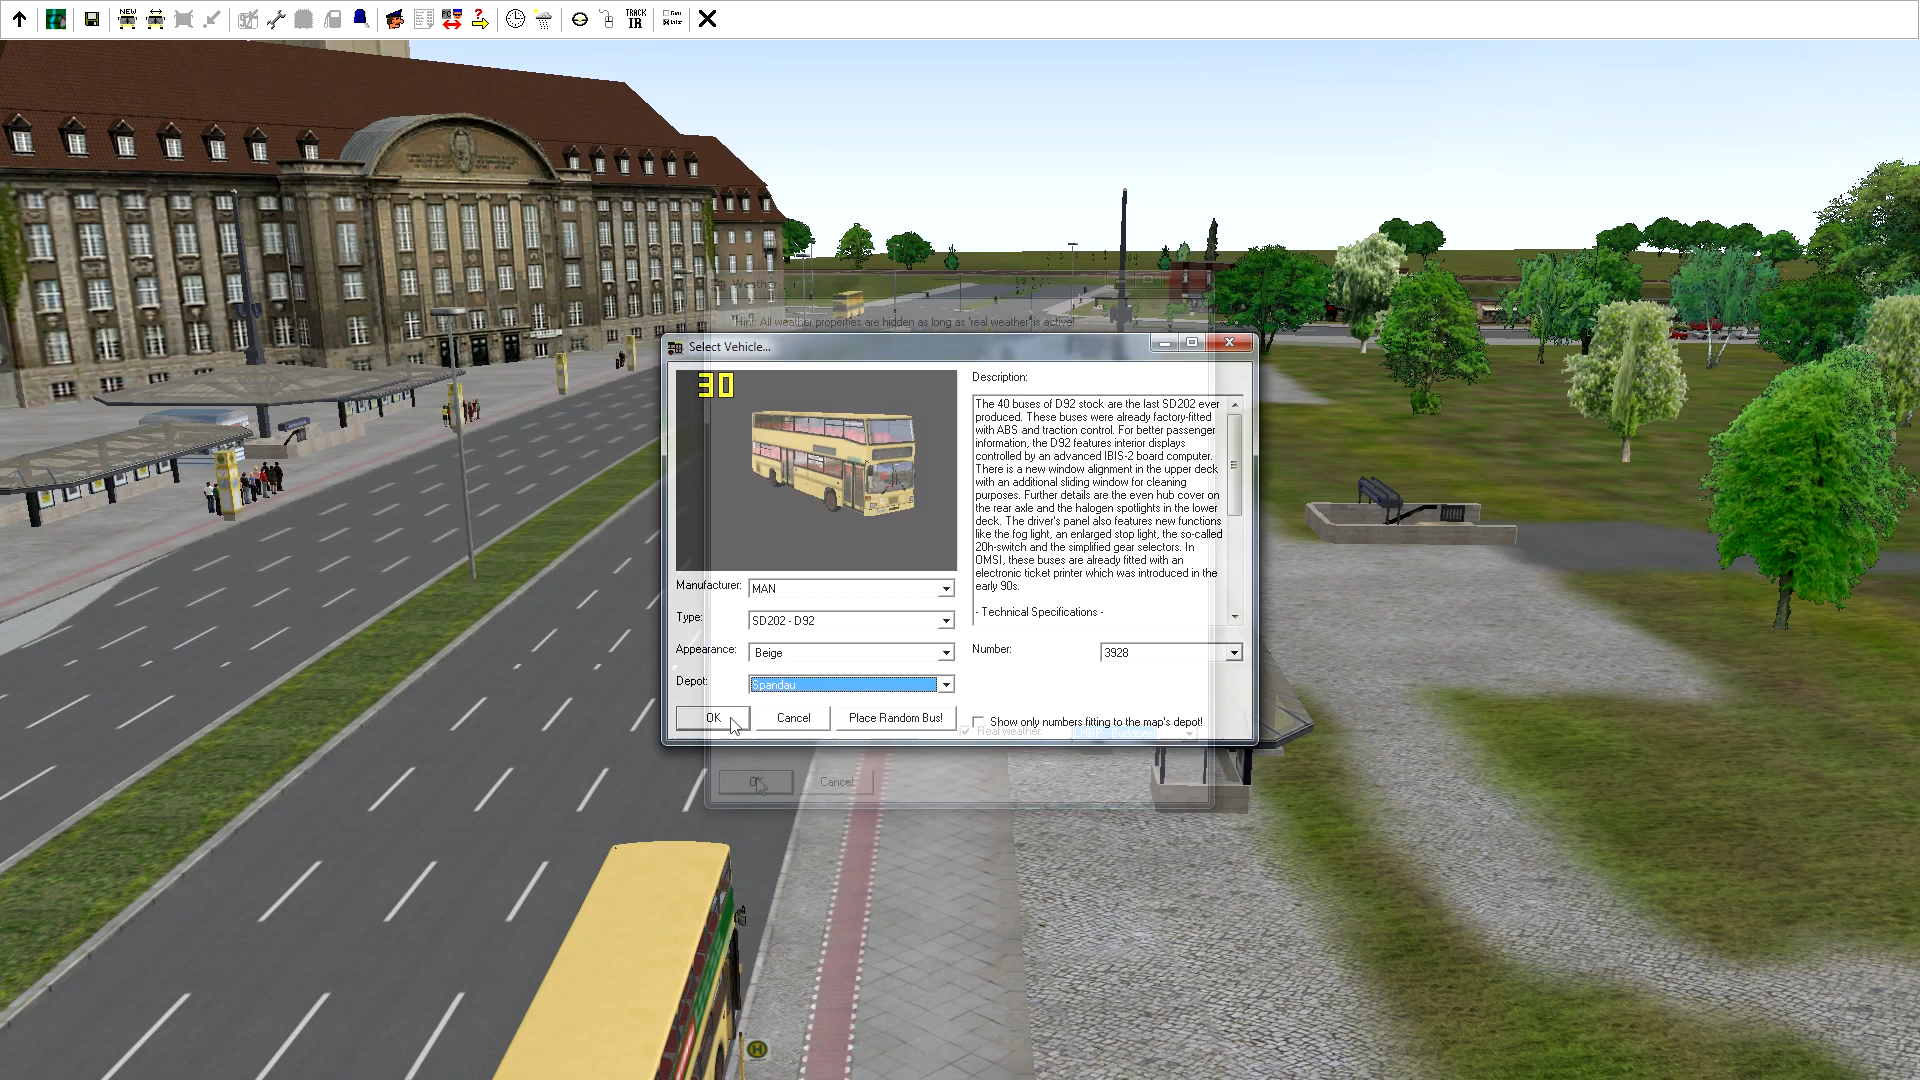 NEW
TRACK
IR
Weather
Hint: All weather properties are hidden as long as 'real weather' is active!
Select Vehicle...
30
Description:
The 40 buses of D92 stock are the last SD202 ever
produced. These buses were already factory-fitted
with ABS and traction control. For better passenger
information, the D92 features interior displays
controlled by an advanced IBIS-2 board computer.
There is a new window alignment in the upper deck
with an additional sliding window for cleaning
purposes. Further details are the even hub cover on
the rear axle and the halogen spotlights in the lower
deck. The driver's panel also features new functions
like the fog light, an enlarged stop light, the so-called
20h-switch and the simplified gear selectors. In
OMSI, these buses are already fitted with an
electronic ticket printer which was introduced in the
early 90s.
- Technical Specifications -
Manufacturer:
MAN
Type:
SD202 - D92
Appearance:
Beige
Number:
3928
Depot:
Spandau
OK
Cancel
Place Random Bus!
Show only numbers fitting to the map's depot!
Real weather:
LHBP - Budapest
OK
Cancel
H